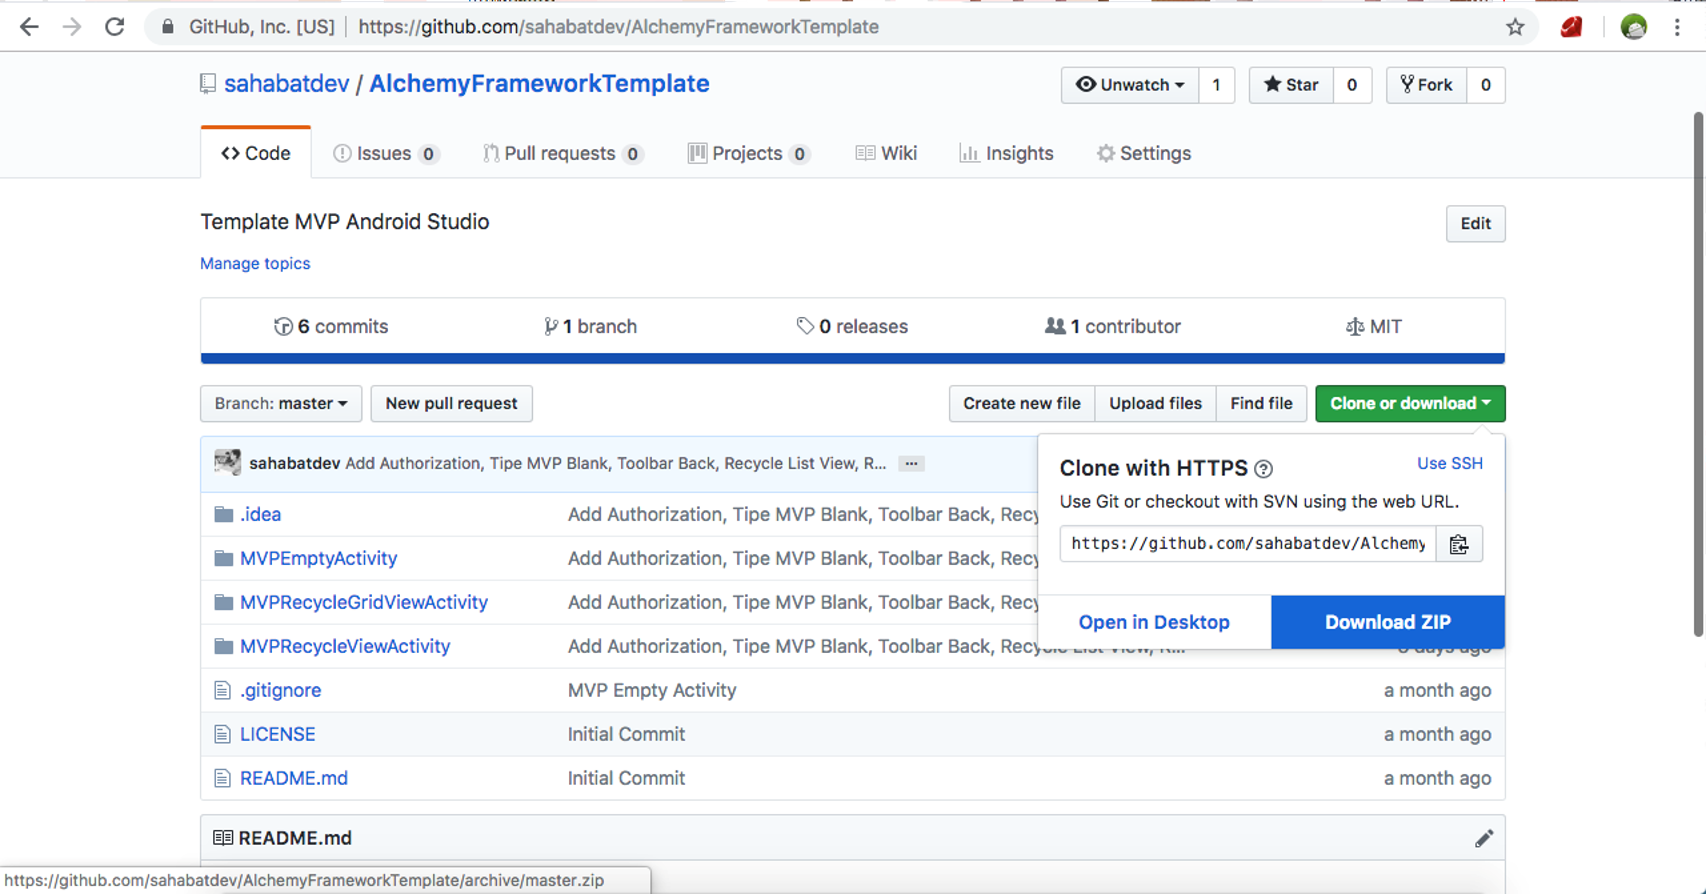 GitHub, Inc. [US] https://github.com/sahabatdev/AlchemyFrameworkTemplate
sahabatdev / AlchemyFrameworkTemplate
Unwatch 1 Star 0 Fork 0
Code Issues 0 Pull requests 0 Projects 0 Wiki Insights Settings
Template MVP Android Studio
Edit
Manage topics
6 commits 1 branch 0 releases 1 contributor MIT
Branch: master New pull request Create new file Upload files Find file Clone or download
sahabatdev Add Authorization, Tipe MVP Blank, Toolbar Back, Recycle List View, R... ...
Clone with HTTPS ? Use SSH
Use Git or checkout with SVN using the web URL.
https://github.com/sahabatdev/Alchemy
Open in Desktop Download ZIP
.idea Add Authorization, Tipe MVP Blank, Toolbar Back, Recy
MVPEmptyActivity Add Authorization, Tipe MVP Blank, Toolbar Back, Recy
MVPRecycleGridViewActivity Add Authorization, Tipe MVP Blank, Toolbar Back, Recy
MVPRecycleViewActivity Add Authorization, Tipe MVP Blank, Toolbar Back, Recycle List View, R... days ago
.gitignore MVP Empty Activity a month ago
LICENSE Initial Commit a month ago
README.md Initial Commit a month ago
README.md
https://github.com/sahabatdev/AlchemyFrameworkTemplate/archive/master.zip